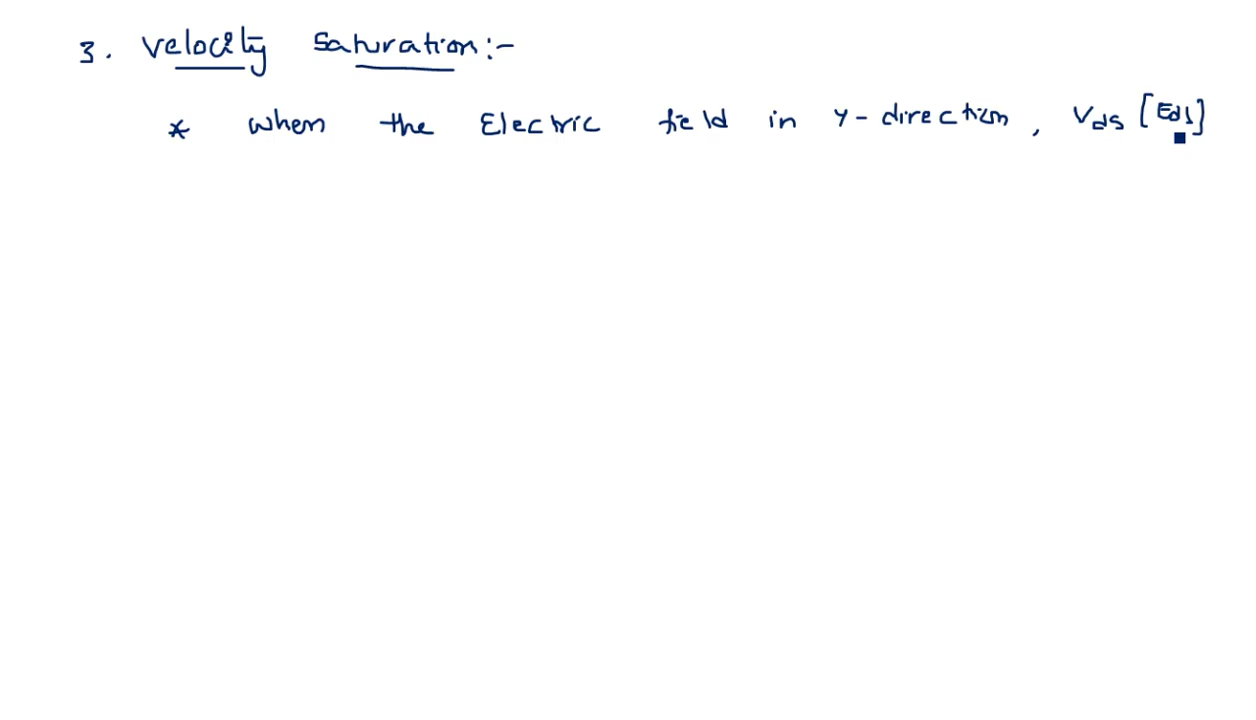 3. Velocity Saturation:-
* when the Electric field in y-direction, Vds [Eds]